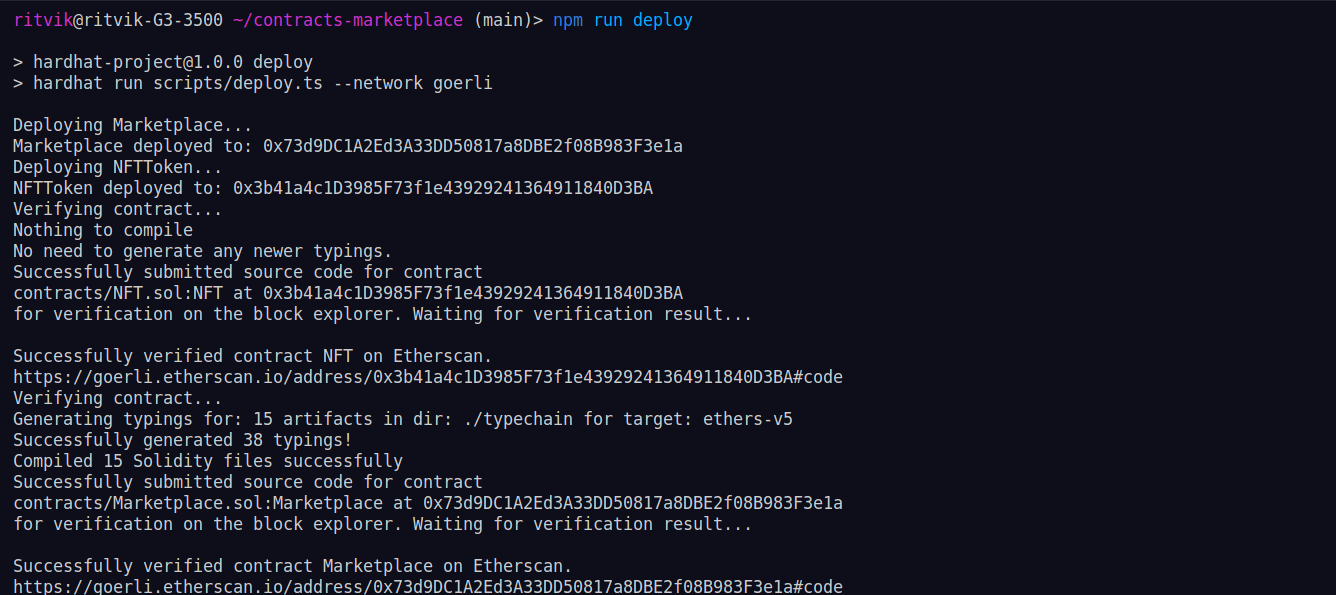 ritvik@ritvik-G3-3500 ~/contracts-marketplace (main)> npm run deploy
> hardhat-project@1.0.0 deploy
> hardhat run scripts/deploy.ts --network goerli
Deploying Marketplace...
Marketplace deployed to: 0x73d9DC1A2Ed3A33DD50817a8DBE2f08B983F3e1a
Deploying NFTToken...
NFTToken deployed to: 0x3b41a4c1D3985F73f1e43929241364911840D3BA
Verifying contract...
Nothing to compile
No need to generate any newer typings.
Successfully submitted source code for contract
contracts/NFT.sol:NFT at 0x3b41a4c1D3985F73f1e43929241364911840D3BA
for verification on the block explorer. Waiting for verification result...
Successfully verified contract NFT on Etherscan.
https://goerli.etherscan.io/address/0x3b41a4c1D3985F73f1e43929241364911840D3BA#code
Verifying contract...
Generating typings for: 15 artifacts in dir: ./typechain for target: ethers-v5
Successfully generated 38 typings!
Compiled 15 Solidity files successfully
Successfully submitted source code for contract
contracts/Marketplace.sol:Marketplace at 0x73d9DC1A2Ed3A33DD50817a8DBE2f08B983F3e1a
for verification on the block explorer. Waiting for verification result...
Successfully verified contract Marketplace on Etherscan.
https://goerli.etherscan.io/address/0x73d9DC1A2Ed3A33DD50817a8DBE2f08B983F3e1a#code